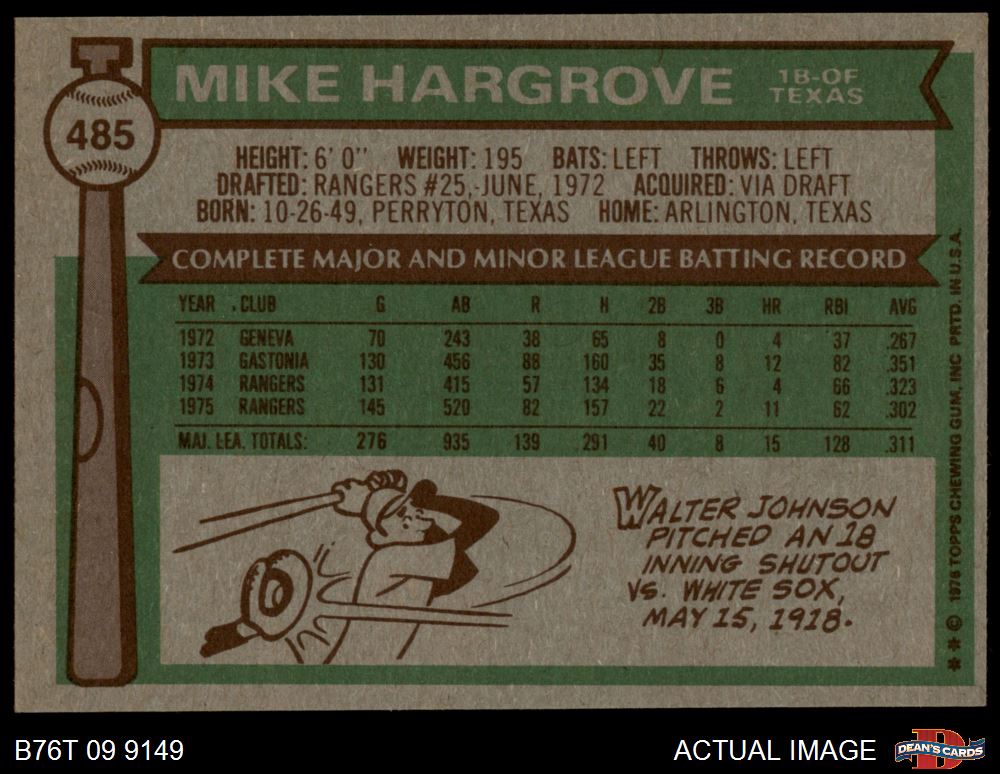 MIKE HARGROVE
1B-OF
TEXAS
485
HEIGHT: 6' 0" WEIGHT: 195 BATS: LEFT THROWS: LEFT
DRAFTED: RANGERS #25,-JUNE, 1972 ACQUIRED: VIA DRAFT
BORN: 10-26-49, PERRYTON, TEXAS HOME: ARLINGTON, TEXAS
COMPLETE MAJOR AND MINOR LEAGUE BATTING RECORD
YEAR CLUB G AB R H 2B 3B HR RBI AVG
1972 GENEVA 70 243 38 65 8 0 4 37 .267
1973 GASTONIA 130 456 88 160 35 8 12 82 .351
1974 RANGERS 131 415 57 134 18 6 4 66 .323
1975 RANGERS 145 520 82 157 22 2 11 62 .302
MAJ. LEA. TOTALS: 276 935 139 291 40 8 15 128 .311
WALTER JOHNSON
PITCHED AN 18
INNING SHUTOUT
VS. WHITE SOX,
MAY 15, 1918.
** © 1976 TOPPS CHEWING GUM, INC PRTD. IN U.S.A.
B76T 09 9149
ACTUAL IMAGE
D
DEAN'S CARDS